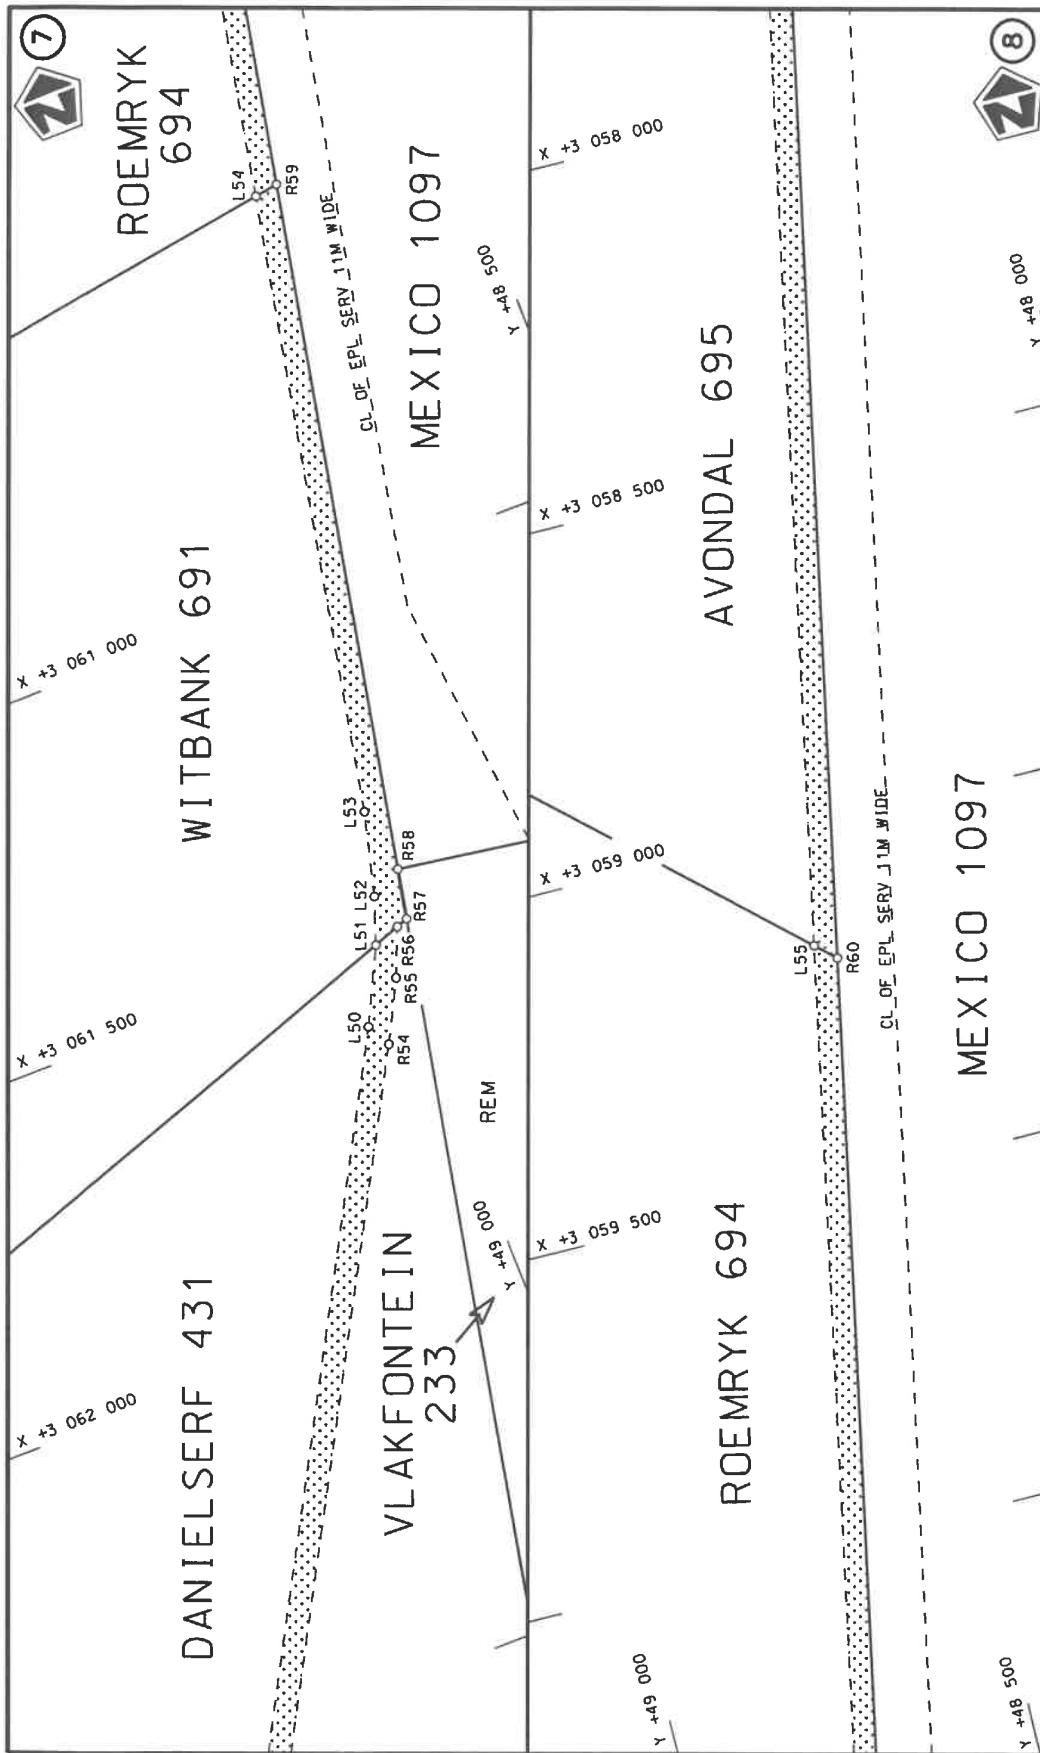 7
ROEMRYK
694
L54
R59
CL OF EPL SERV 11M WIDE
MEXICO 1097
Y +48 500
WITBANK 691
X +3 061 000
L53
R58
L52
L51
R57
R56
R55
L50
R54
X +3 061 500
REM
DANIELSERF 431
X +3 062 000
VLAKFONTEIN
233
Y +49 000
8
X +3 058 000
AVONDAL 695
X +3 058 500
Y +48 000
X +3 059 000
L55
R60
CL OF EPL SERV 11M WIDE
MEXICO 1097
X +3 059 500
ROEMRYK 694
Y +49 000
Y +48 500